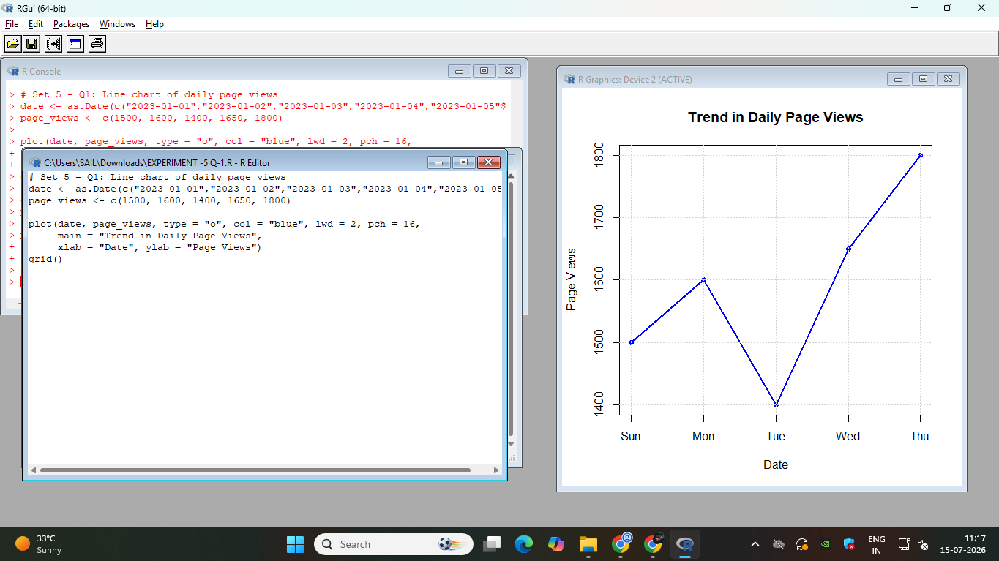 RGui (64-bit)
File Edit Packages Windows Help
R Console
> # Set 5 - Q1: Line chart of daily page views
> date <- as.Date(c("2023-01-01","2023-01-02","2023-01-03","2023-01-04","2023-01-05"$
> page_views <- c(1500, 1600, 1400, 1650, 1800)
>
> plot(date, page_views, type = "o", col = "blue", lwd = 2, pch = 16,
+
+
>
>
>
>
>
>
+
+
>
>
C:\Users\SAIL\Downloads\EXPERIMENT -5 Q-1.R - R Editor
# Set 5 - Q1: Line chart of daily page views
date <- as.Date(c("2023-01-01","2023-01-02","2023-01-03","2023-01-04","2023-01-05
page_views <- c(1500, 1600, 1400, 1650, 1800)
plot(date, page_views, type = "o", col = "blue", lwd = 2, pch = 16,
     main = "Trend in Daily Page Views",
     xlab = "Date", ylab = "Page Views")
grid()
R Graphics: Device 2 (ACTIVE)
Trend in Daily Page Views
Page Views
1800
1700
1600
1500
1400
Sun Mon Tue Wed Thu
Date
33°C
Sunny
Search
ENG
IN
11:17
15-07-2026